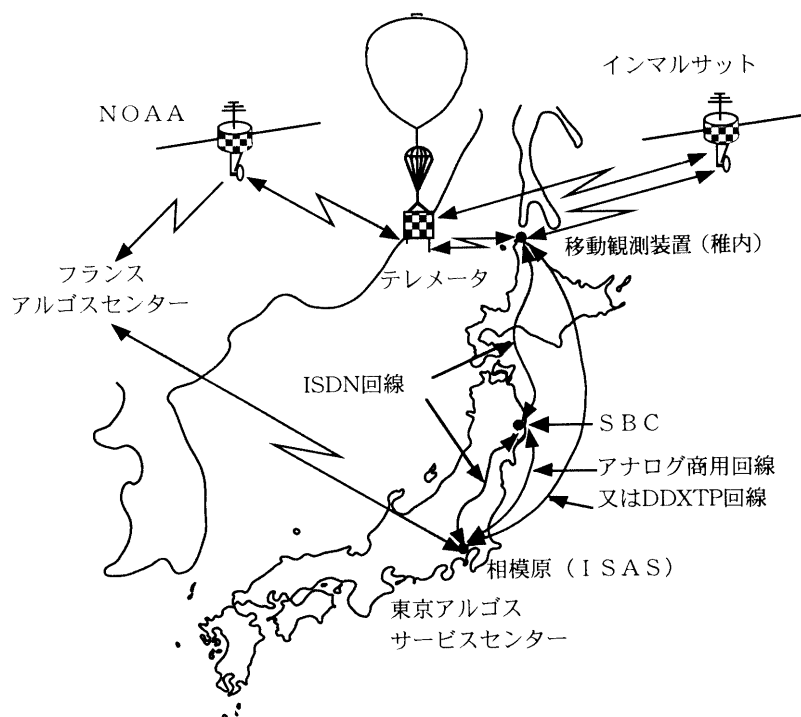 インマルサット
NOAA
移動観測装置（稚内）
フランス
アルゴスセンター
テレメータ
ISDN回線
SBC
アナログ商用回線
又はDDXTP回線
相模原（ISAS）
東京アルゴス
サービスセンター